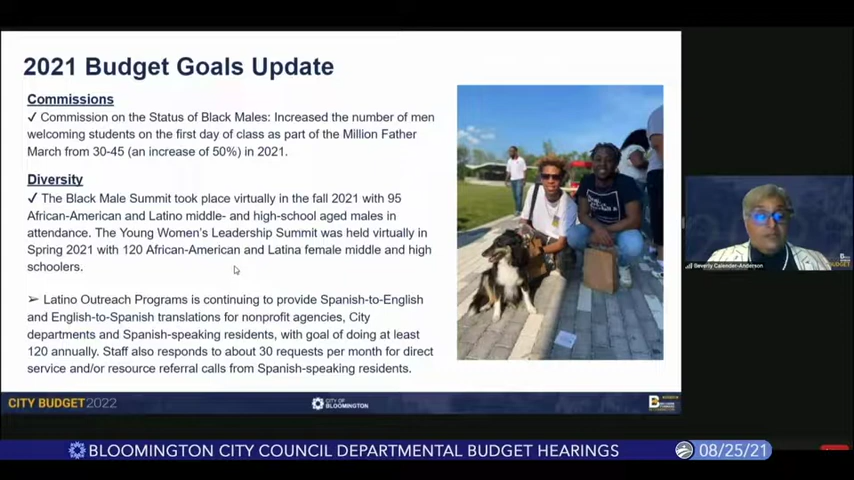 2021 Budget Goals Update
Commissions
✓ Commission on the Status of Black Males: Increased the number of men
welcoming students on the first day of class as part of the Million Father
March from 30-45 (an increase of 50%) in 2021.
Diversity
✓ The Black Male Summit took place virtually in the fall 2021 with 95
African-American and Latino middle- and high-school aged males in
attendance. The Young Women's Leadership Summit was held virtually in
Spring 2021 with 120 African-American and Latina female middle and high
schoolers.
➢ Latino Outreach Programs is continuing to provide Spanish-to-English
and English-to-Spanish translations for nonprofit agencies, City
departments and Spanish-speaking residents, with goal of doing at least
120 annually. Staff also responds to about 30 requests per month for direct
service and/or resource referral calls from Spanish-speaking residents.
Beverly Calender-Anderson
CITY BUDGET2022
CITY OF
BLOOMINGTON
BLOOMINGTON CITY COUNCIL DEPARTMENTAL BUDGET HEARINGS
08/25/21